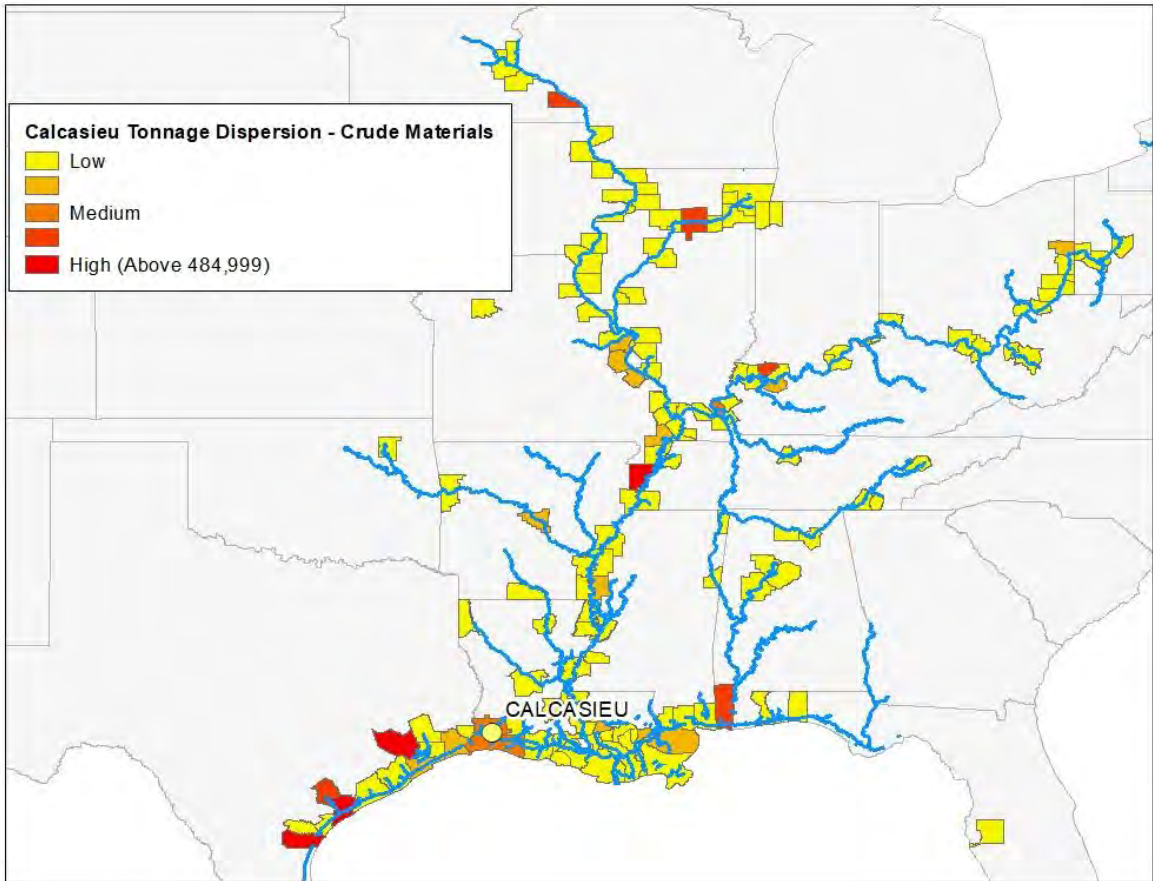 Calcasieu Tonnage Dispersion - Crude Materials
Low
Medium
High (Above 484,999)
CALCASIEU